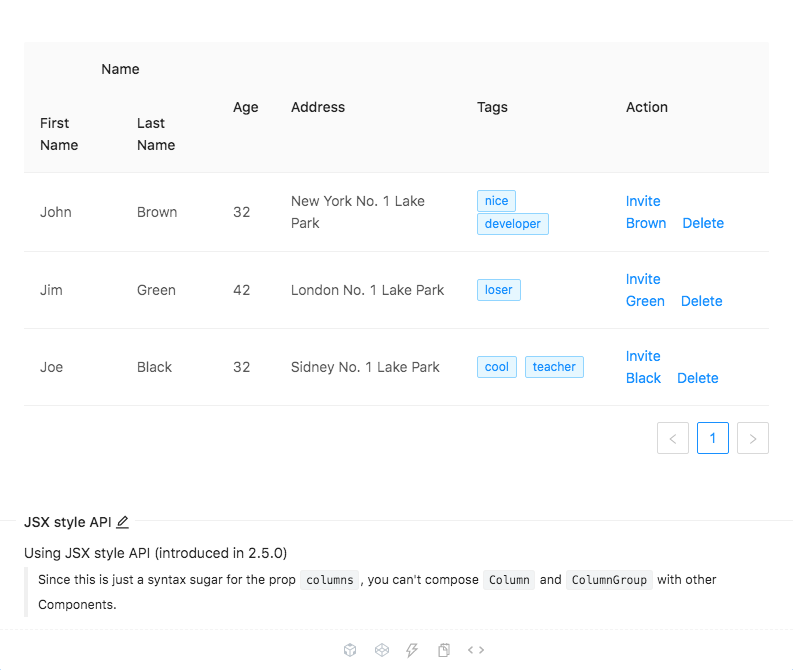 Name
Age Address Tags Action
First Name Last Name
John Brown 32 New York No. 1 Lake Park nice developer Invite Brown Delete
Jim Green 42 London No. 1 Lake Park loser Invite Green Delete
Joe Black 32 Sidney No. 1 Lake Park cool teacher Invite Black Delete
< 1 >
JSX style API
Using JSX style API (introduced in 2.5.0)
Since this is just a syntax sugar for the prop columns, you can't compose Column and ColumnGroup with other
Components.